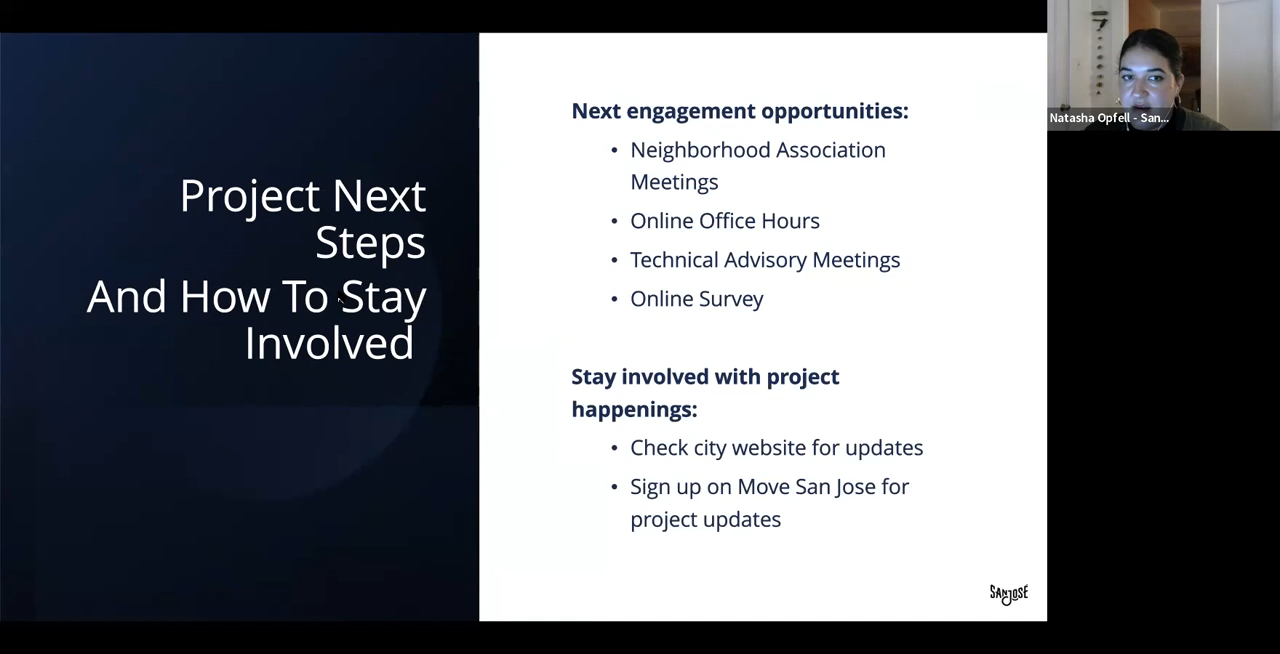 Project Next
Steps
And How To Stay
Involved
Next engagement opportunities:
• Neighborhood Association
Meetings
• Online Office Hours
• Technical Advisory Meetings
• Online Survey
Stay involved with project
happenings:
• Check city website for updates
• Sign up on Move San Jose for
project updates
SAN JOSÉ
Natasha Opfell - San...